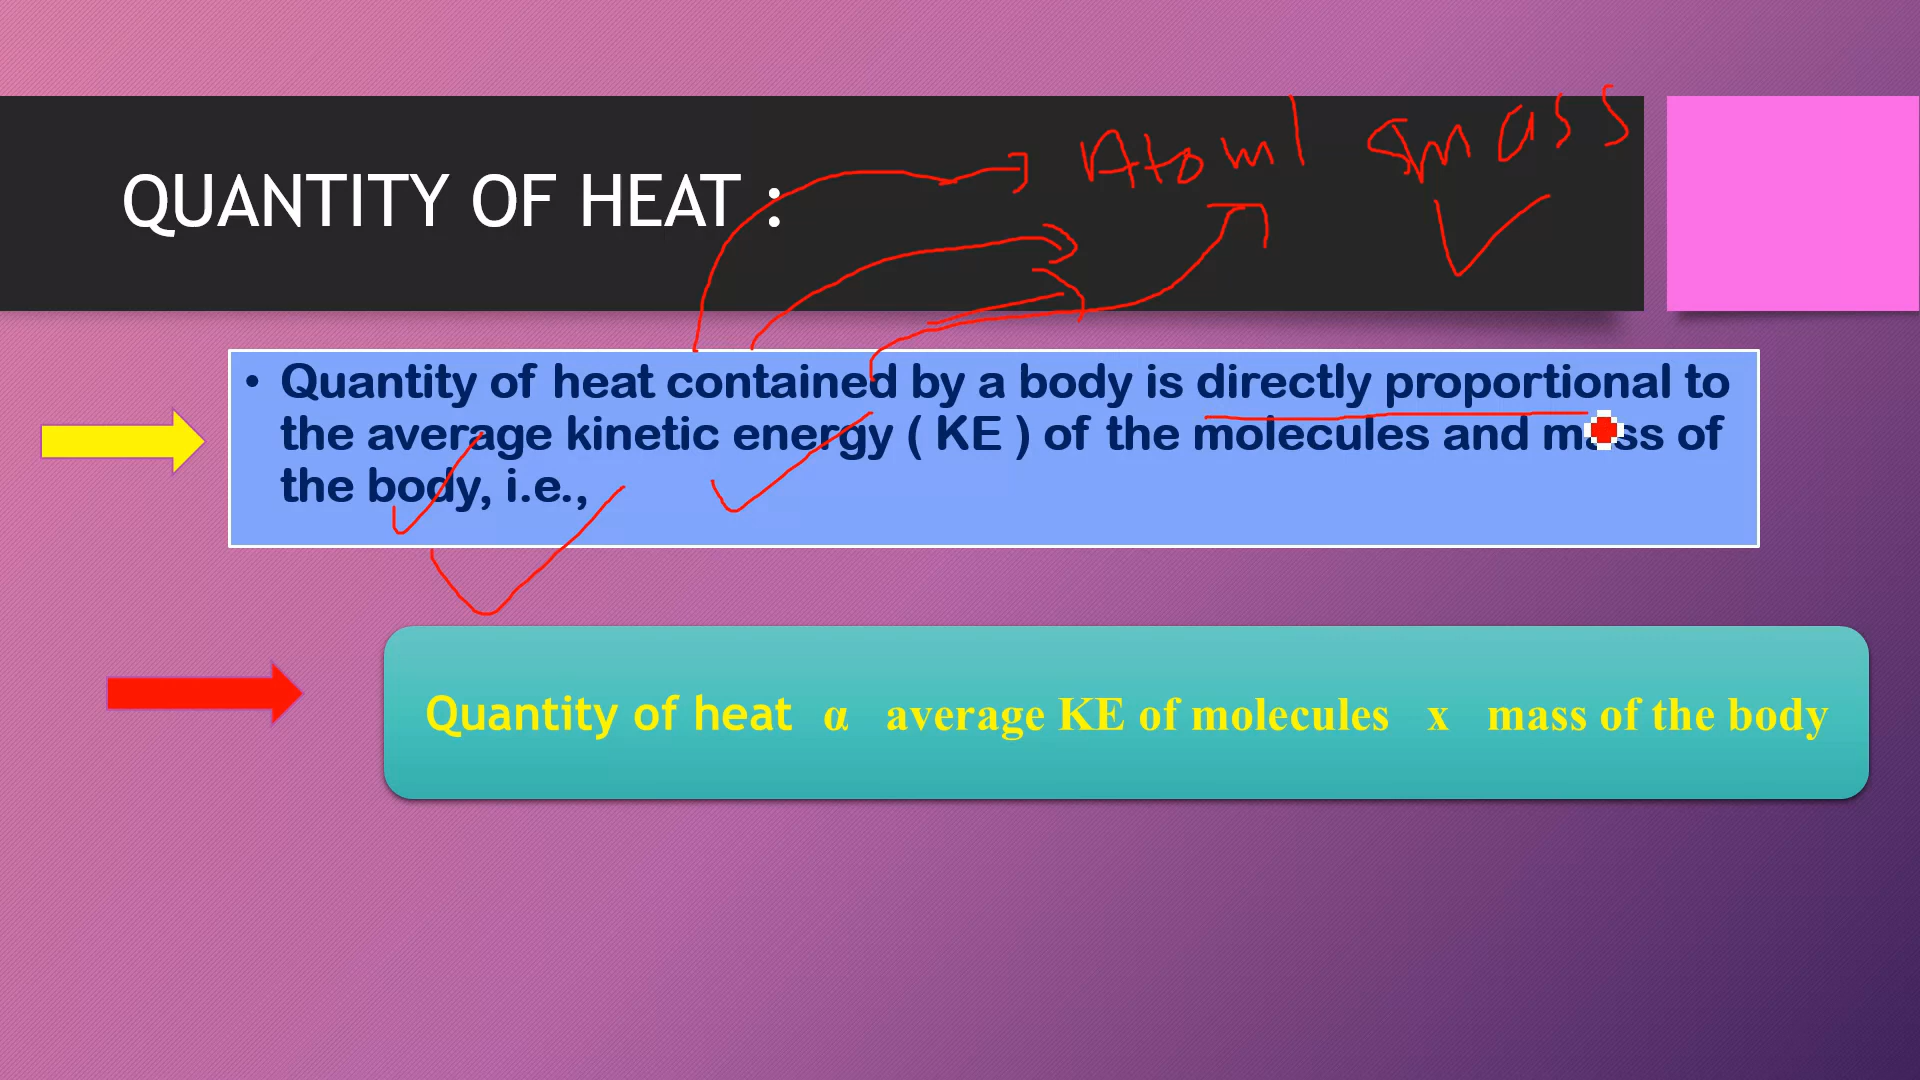 Atoml mass
QUANTITY OF HEAT :
• Quantity of heat contained by a body is directly proportional to
the average kinetic energy ( KE ) of the molecules and mass of
the body, i.e.,
Quantity of heat α average KE of molecules x mass of the body